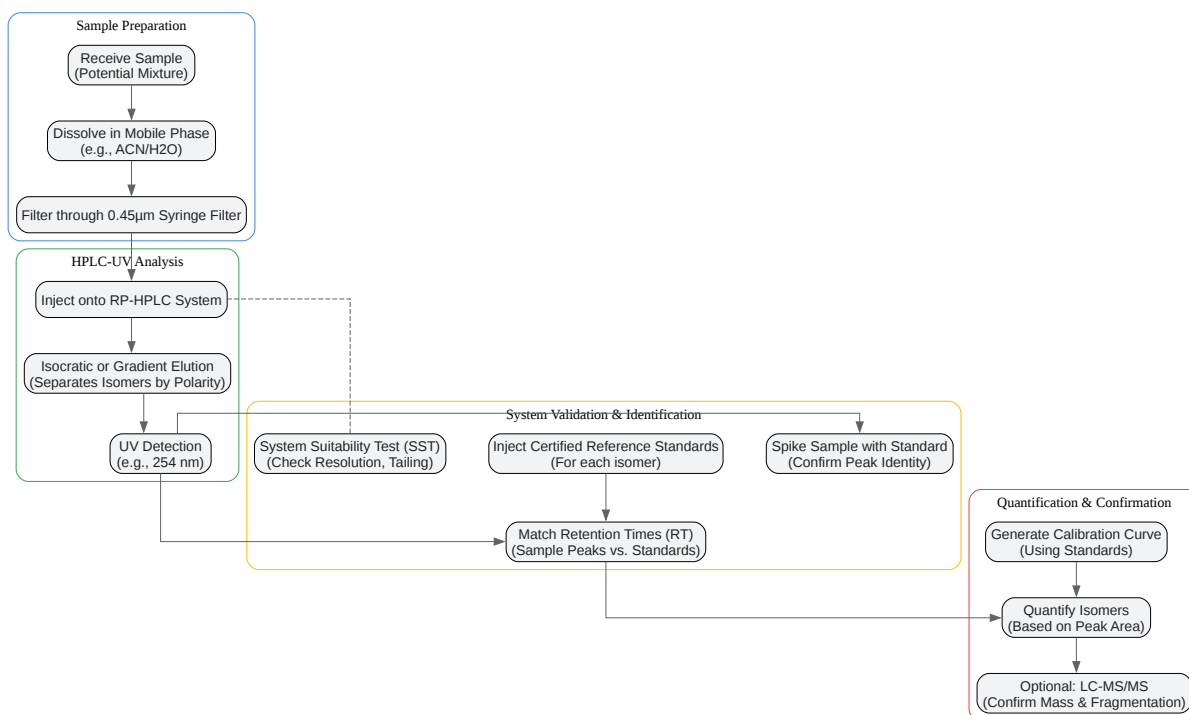 Sample Preparation
Receive Sample
(Potential Mixture)
Dissolve in Mobile Phase
(e.g., ACN/H2O)
Filter through 0.45µm Syringe Filter
HPLC-UV Analysis
Inject onto RP-HPLC System
Isocratic or Gradient Elution
(Separates Isomers by Polarity)
UV Detection
(e.g., 254 nm)
System Validation & Identification
System Suitability Test (SST)
(Check Resolution, Tailing)
Inject Certified Reference Standards
(For each isomer)
Spike Sample with Standard
(Confirm Peak Identity)
Match Retention Times (RT)
(Sample Peaks vs. Standards)
Quantification & Confirmation
Generate Calibration Curve
(Using Standards)
Quantify Isomers
(Based on Peak Area)
Optional: LC-MS/MS
(Confirm Mass & Fragmentation)